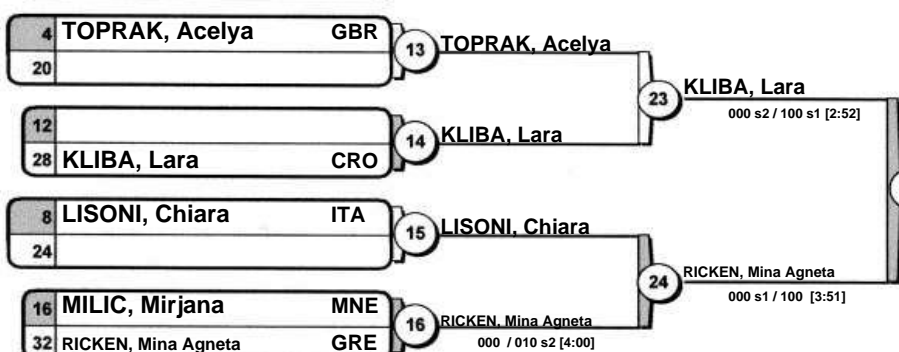 4 TOPRAK, Acelya GBR
20
13 TOPRAK, Acelya
23 KLIBA, Lara
000 s2 / 100 s1 [2:52]
12
28 KLIBA, Lara CRO
14 KLIBA, Lara
8 LISONI, Chiara ITA
24
15 LISONI, Chiara
24 RICKEN, Mina Agneta
000 s1 / 100 [3:51]
16 MILIC, Mirjana MNE
32 RICKEN, Mina Agneta GRE
16 RICKEN, Mina Agneta
000 / 010 s2 [4:00]